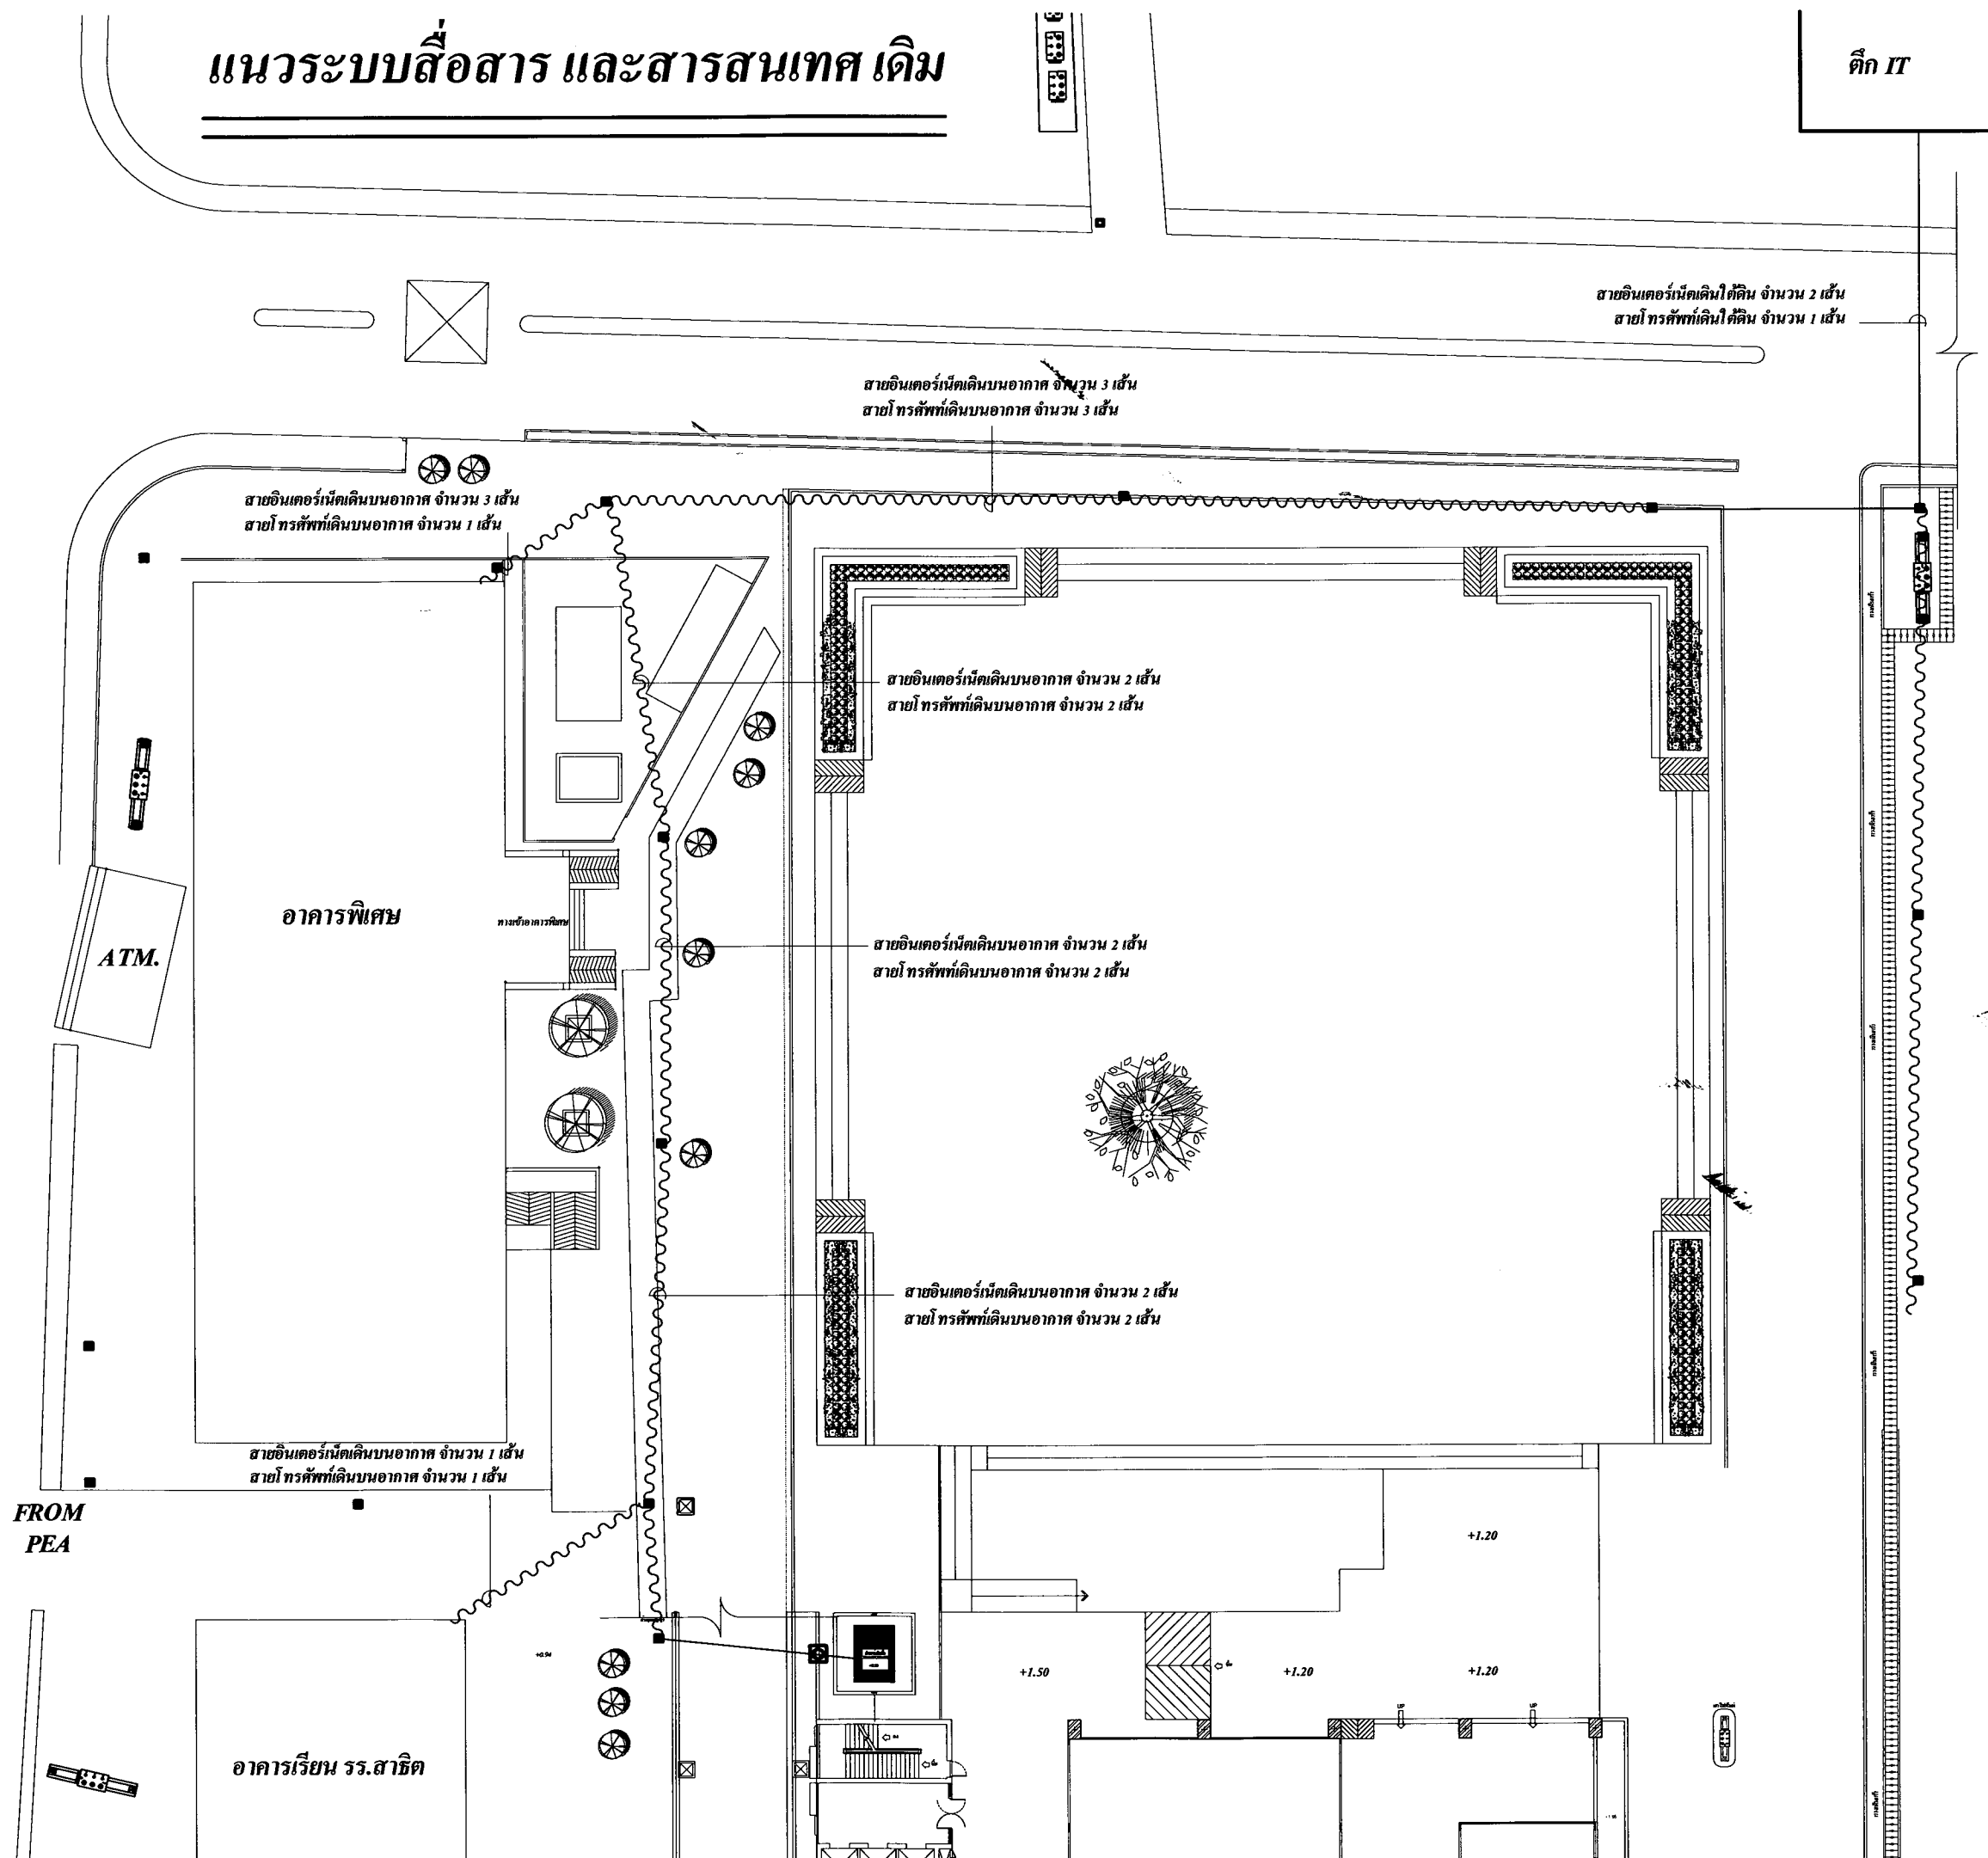 แนวระบบสื่อสาร และสารสนเทศ เดิม
ตึก IT
สายอินเตอร์เน็ตเดินใต้ดิน จำนวน 2 เส้น
สายโทรศัพท์เดินใต้ดิน จำนวน 1 เส้น
สายอินเตอร์เน็ตเดินบนอากาศ จำนวน 3 เส้น
สายโทรศัพท์เดินบนอากาศ จำนวน 3 เส้น
สายอินเตอร์เน็ตเดินบนอากาศ จำนวน 3 เส้น
สายโทรศัพท์เดินบนอากาศ จำนวน 1 เส้น
สายอินเตอร์เน็ตเดินบนอากาศ จำนวน 2 เส้น
สายโทรศัพท์เดินบนอากาศ จำนวน 2 เส้น
อาคารพิเศษ
ทางเข้าอาคารพิเศษ
ATM.
สายอินเตอร์เน็ตเดินบนอากาศ จำนวน 2 เส้น
สายโทรศัพท์เดินบนอากาศ จำนวน 2 เส้น
สายอินเตอร์เน็ตเดินบนอากาศ จำนวน 2 เส้น
สายโทรศัพท์เดินบนอากาศ จำนวน 2 เส้น
สายอินเตอร์เน็ตเดินบนอากาศ จำนวน 1 เส้น
สายโทรศัพท์เดินบนอากาศ จำนวน 1 เส้น
FROM
PEA
+1.20
+0.94
+1.50
+1.20
+1.20
อาคารเรียน รร.สาธิต